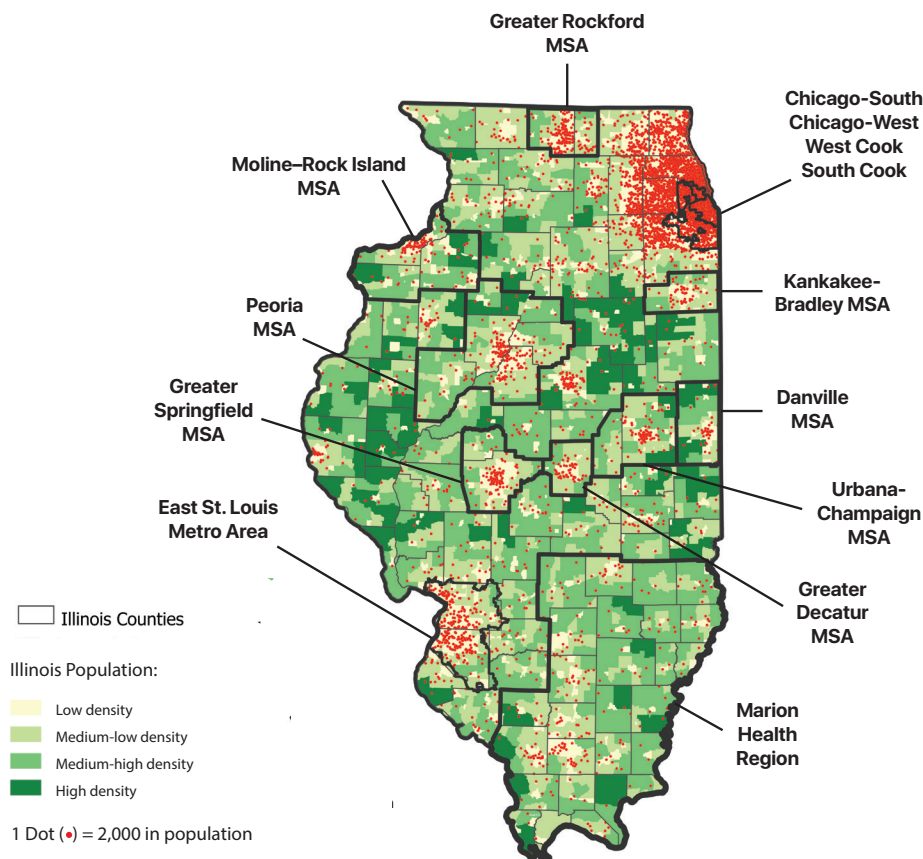 Greater Rockford
MSA
Chicago-South
Chicago-West
West Cook
South Cook
Moline–Rock Island
MSA
Kankakee-
Bradley MSA
Peoria
MSA
Greater
Springfield
MSA
Danville
MSA
Urbana-
Champaign
MSA
East St. Louis
Metro Area
Greater
Decatur
MSA
Marion
Health
Region
Illinois Counties
Illinois Population:
Low density
Medium-low density
Medium-high density
High density
1 Dot (•) = 2,000 in population